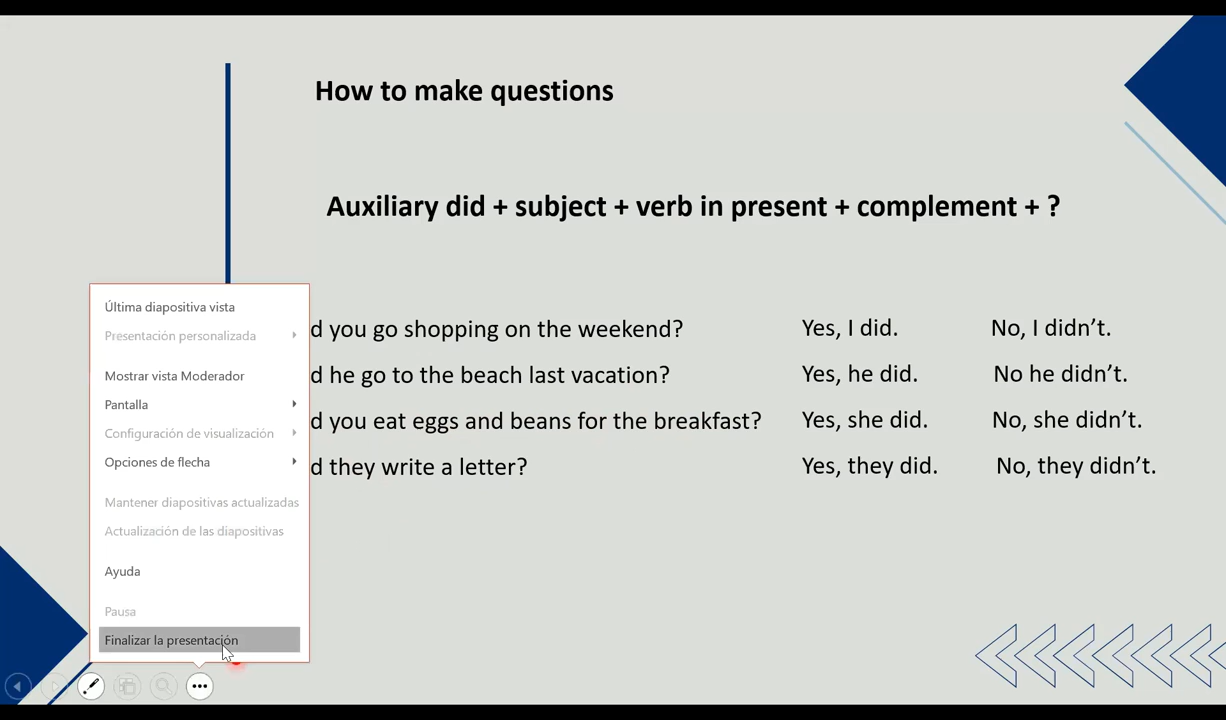 How to make questions
Auxiliary did + subject + verb in present + complement + ?
d you go shopping on the weekend? Yes, I did. No, I didn't.
d he go to the beach last vacation? Yes, he did. No he didn't.
d you eat eggs and beans for the breakfast? Yes, she did. No, she didn't.
d they write a letter? Yes, they did. No, they didn't.
Última diapositiva vista
Presentación personalizada
Mostrar vista Moderador
Pantalla
Configuración de visualización
Opciones de flecha
Mantener diapositivas actualizadas
Actualización de las diapositivas
Ayuda
Pausa
Finalizar la presentación